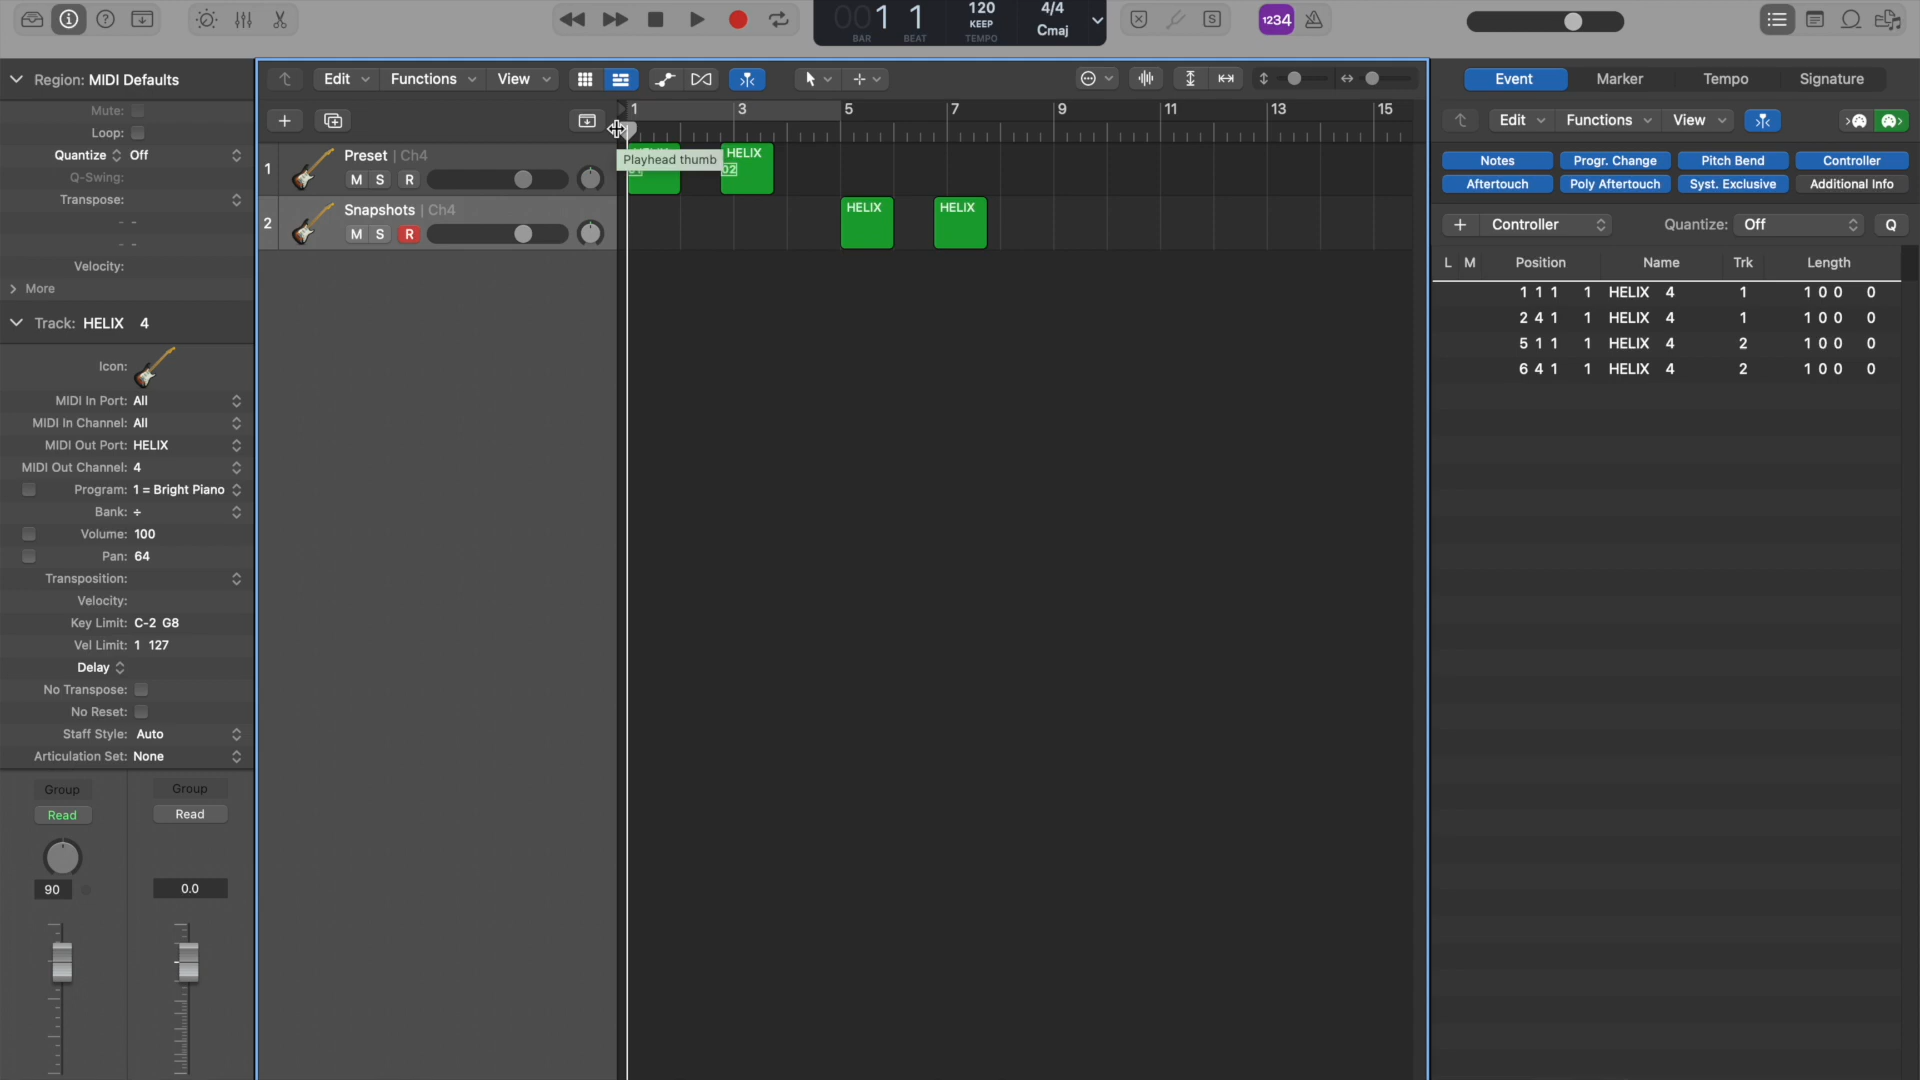 001 1
BAR BEAT
120
KEEP
TEMPO
4/4
Cmaj
S
1234
Region: MIDI Defaults
Mute:
Loop:
Quantize Off
Q-Swing:
Transpose:
- -
- -
Velocity:
More
Track: HELIX 4
Icon:
MIDI In Port: All
MIDI In Channel: All
MIDI Out Port: HELIX
MIDI Out Channel: 4
Program: 1 = Bright Piano
Bank: ÷
Volume: 100
Pan: 64
Transposition:
Velocity:
Key Limit: C-2 G8
Vel Limit: 1 127
Delay
No Transpose:
No Reset:
Staff Style: Auto
Articulation Set: None
Group Group
Read Read
90 0.0
Edit Functions View
1 3 5 7 9 11 13 15
Playhead thumb
1 Preset | Ch4
M S R
HELIX
02
2 Snapshots | Ch4
M S R
HELIX HELIX
Event Marker Tempo Signature
Edit Functions View
Notes Progr. Change Pitch Bend Controller
Aftertouch Poly Aftertouch Syst. Exclusive Additional Info
+ Controller Quantize: Off Q
L M Position Name Trk Length
1 1 1 1 HELIX 4 1 1 0 0 0
2 4 1 1 HELIX 4 1 1 0 0 0
5 1 1 1 HELIX 4 2 1 0 0 0
6 4 1 1 HELIX 4 2 1 0 0 0